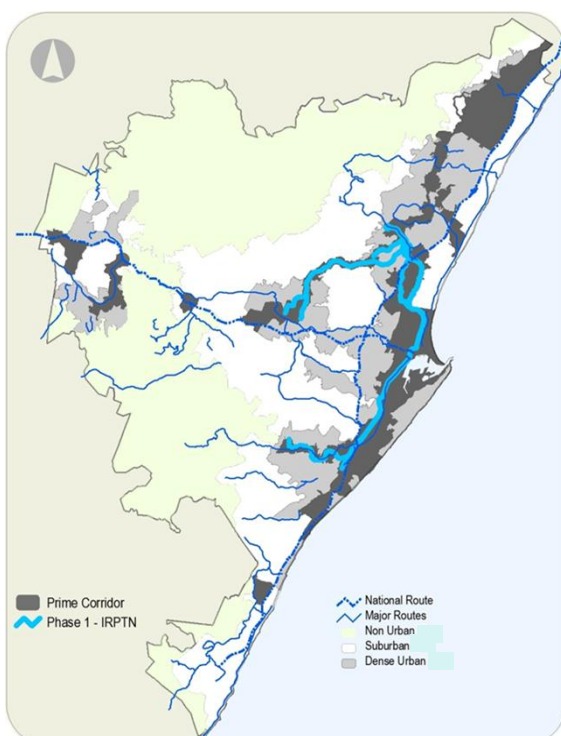 Prime Corridor
Phase 1 - IRPTN
National Route
Major Routes
Non Urban
Suburban
Dense Urban